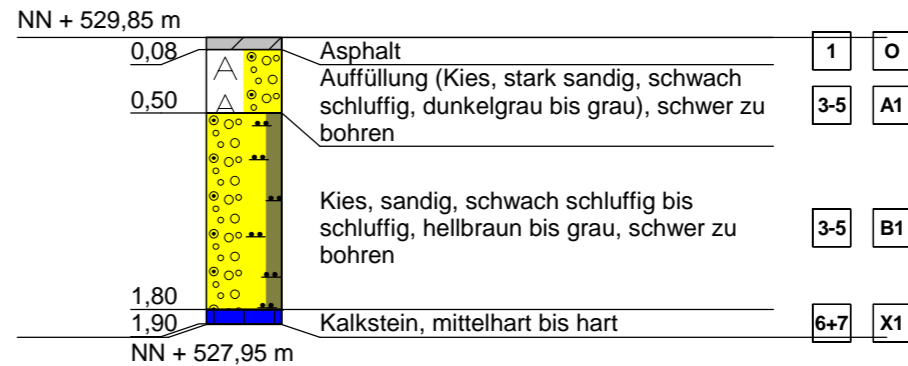 NN + 529,85 m
0,08 Asphalt 1 O
Auffüllung (Kies, stark sandig, schwach
0,50 schluffig, dunkelgrau bis grau), schwer zu 3-5 A1
bohren
A
A
Kies, sandig, schwach schluffig bis
schluffig, hellbraun bis grau, schwer zu 3-5 B1
bohren
1,80
1,90 Kalkstein, mittelhart bis hart 6+7 X1
NN + 527,95 m